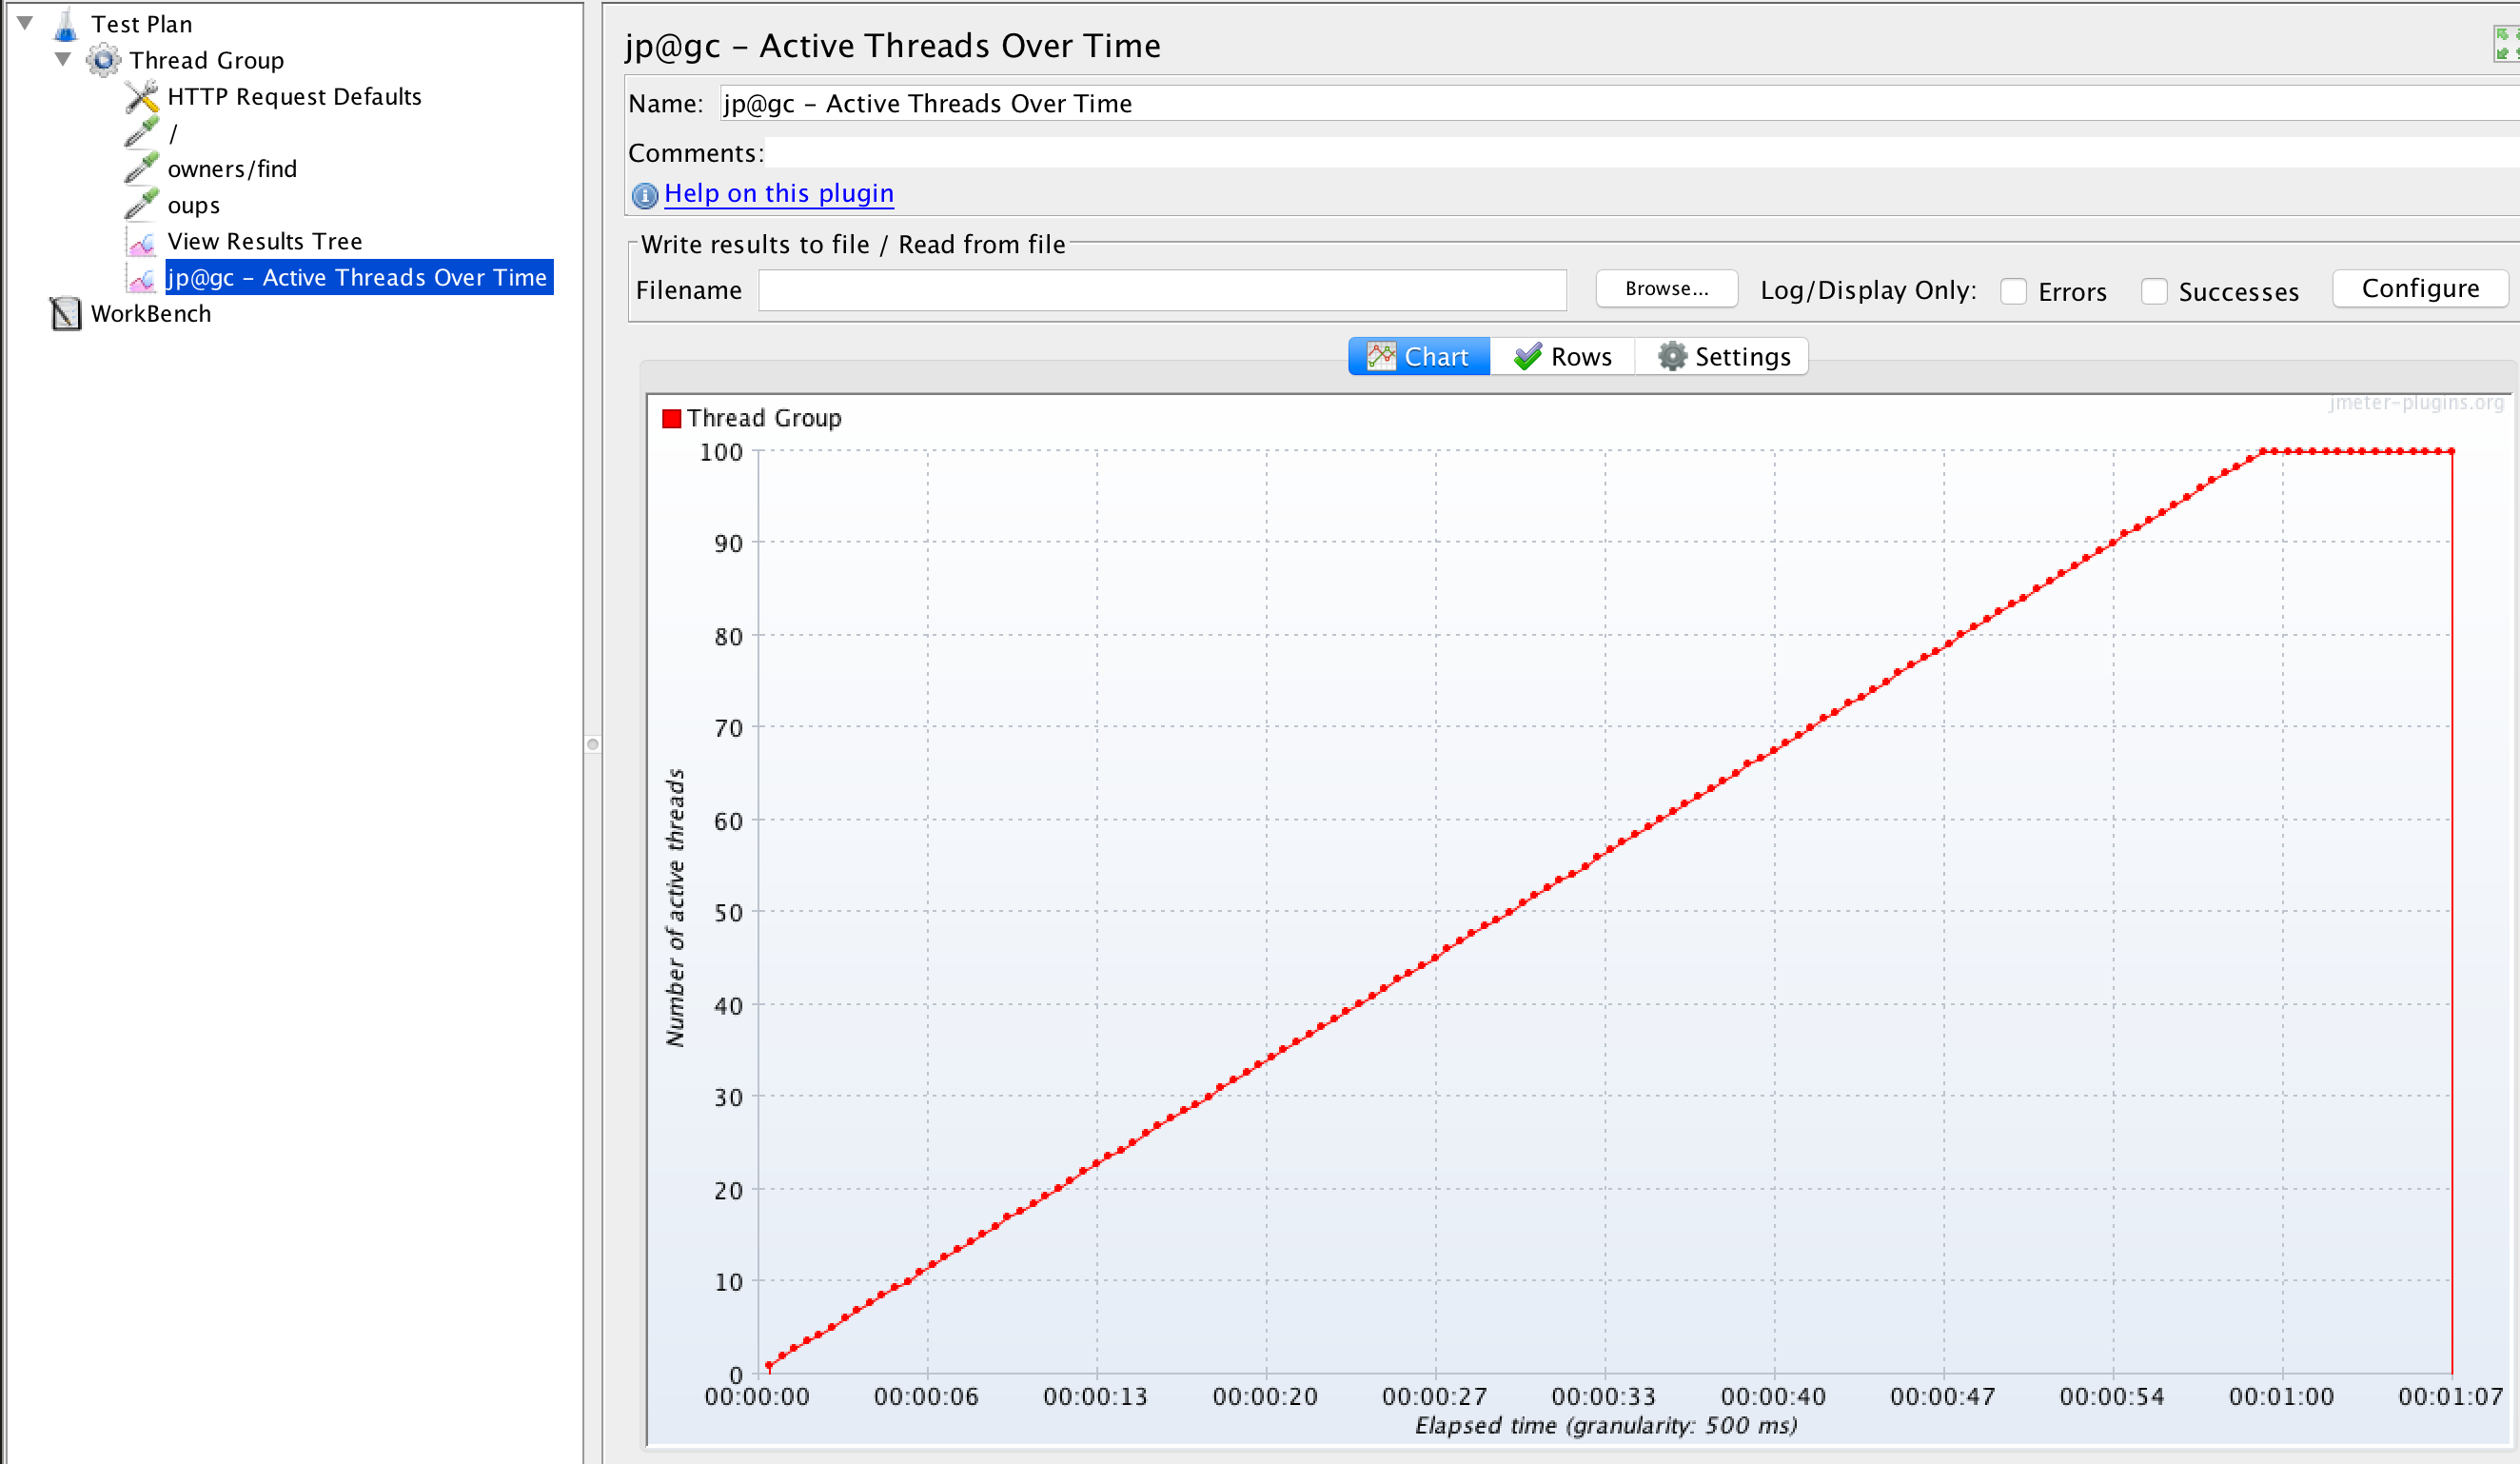 Test Plan
Thread Group
HTTP Request Defaults
/
owners/find
oups
View Results Tree
jp@gc – Active Threads Over Time
WorkBench
jp@gc – Active Threads Over Time
Name: jp@gc – Active Threads Over Time
Comments:
Help on this plugin
Write results to file / Read from file
Filename Browse... Log/Display Only: Errors Successes Configure
Chart Rows Settings
jmeter-plugins.org
Thread Group
100
90
80
70
60
50
40
30
20
10
0
Number of active threads
00:00:00 00:00:06 00:00:13 00:00:20 00:00:27 00:00:33 00:00:40 00:00:47 00:00:54 00:01:00 00:01:07
Elapsed time (granularity: 500 ms)